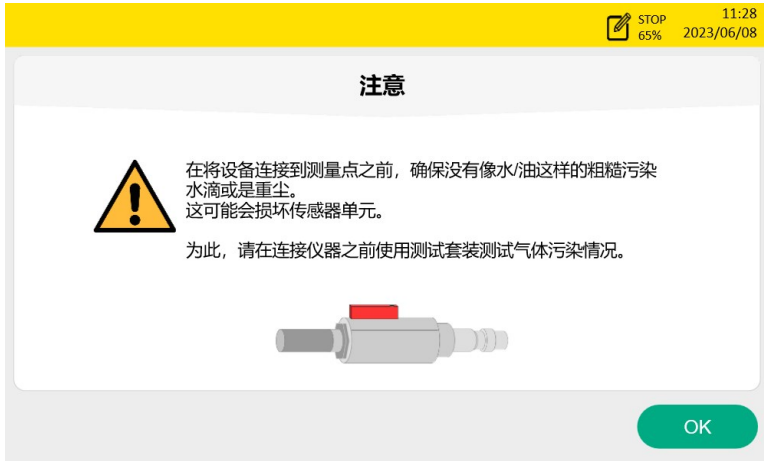 STOP 11:28
65% 2023/06/08
注意
在将设备连接到测量点之前，确保没有像水/油这样的粗糙污染
水滴或是重尘。
这可能会损坏传感器单元。
为此，请在连接仪器之前使用测试套装测试气体污染情况。
OK